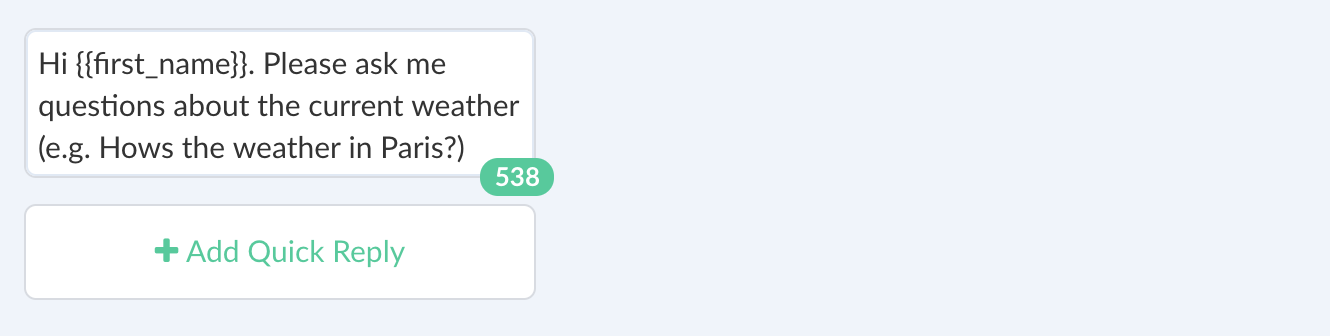 Hi {{first_name}}. Please ask me
questions about the current weather
(e.g. Hows the weather in Paris?)
538
+ Add Quick Reply